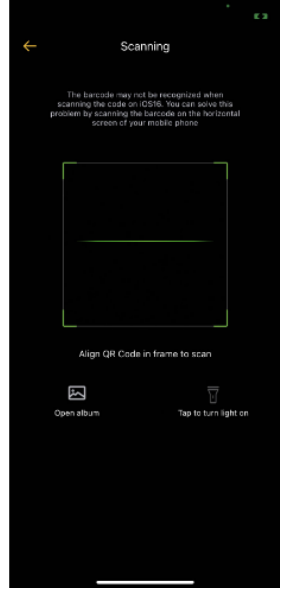 Scanning
The barcode may not be recognized when
scanning the code on iOS16. You can solve this
problem by scanning the barcode on the horizontal
screen of your mobile phone
Align QR Code in frame to scan
Open album
Tap to turn light on